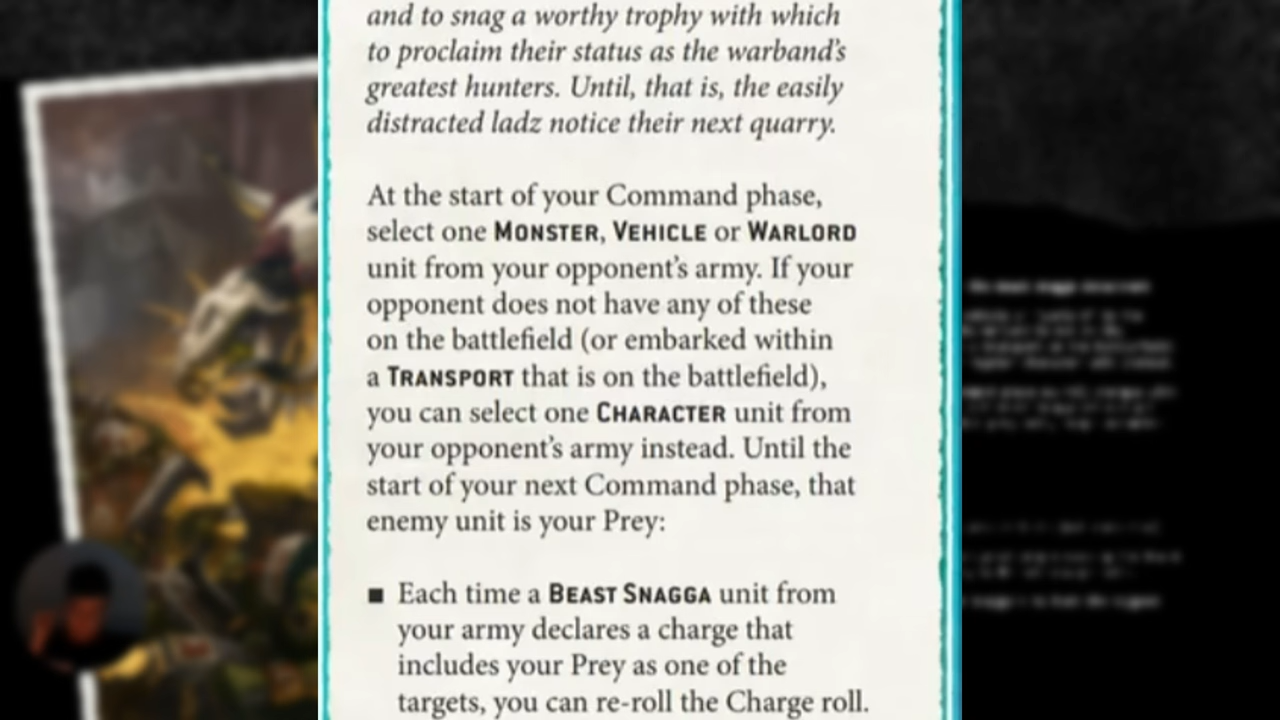 and to snag a worthy trophy with which
to proclaim their status as the warband's
greatest hunters. Until, that is, the easily
distracted ladz notice their next quarry.
At the start of your Command phase,
select one MONSTER, VEHICLE or WARLORD
unit from your opponent's army. If your
opponent does not have any of these
on the battlefield (or embarked within
a TRANSPORT that is on the battlefield),
you can select one CHARACTER unit from
your opponent's army instead. Until the
start of your next Command phase, that
enemy unit is your Prey:
■ Each time a BEAST SNAGGA unit from
your army declares a charge that
includes your Prey as one of the
targets, you can re-roll the Charge roll.